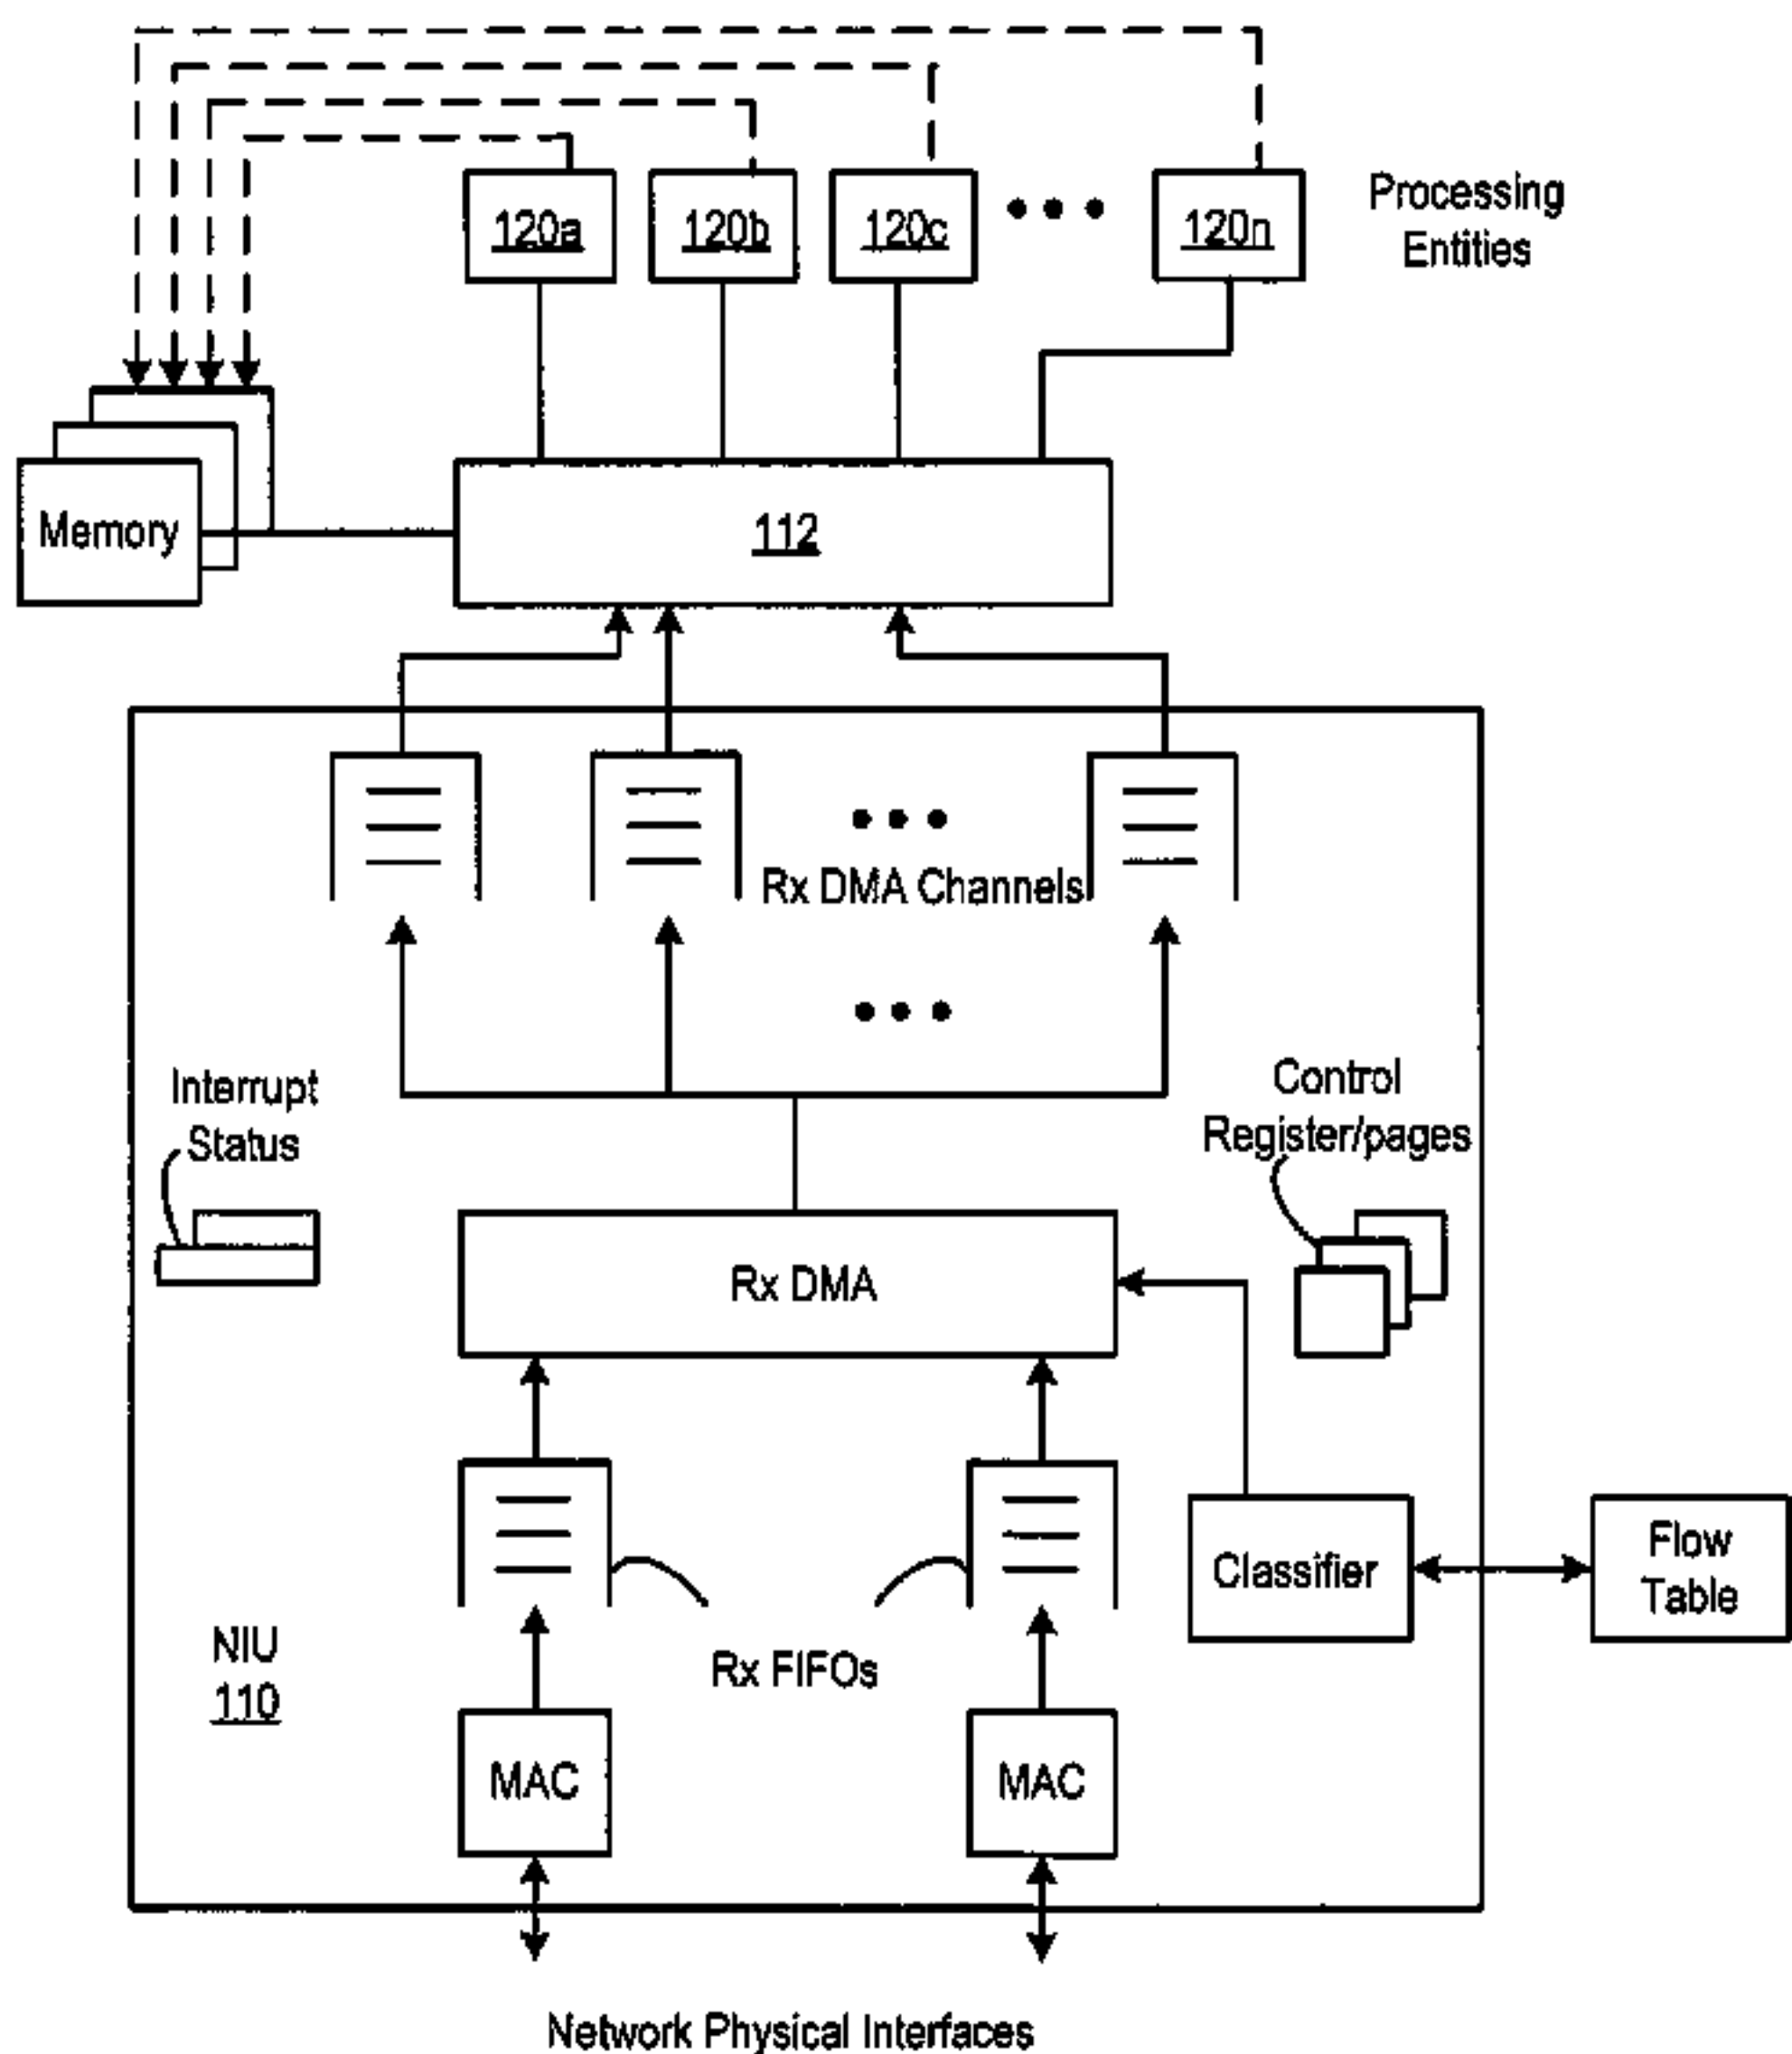 120a
120b
120c
120n
Processing
Entities
Memory
112
Rx DMA Channels
Interrupt
Status
Control
Register/pages
Rx DMA
Classifier
Flow
Table
NIU
110
Rx FIFOs
MAC
MAC
Network Physical Interfaces